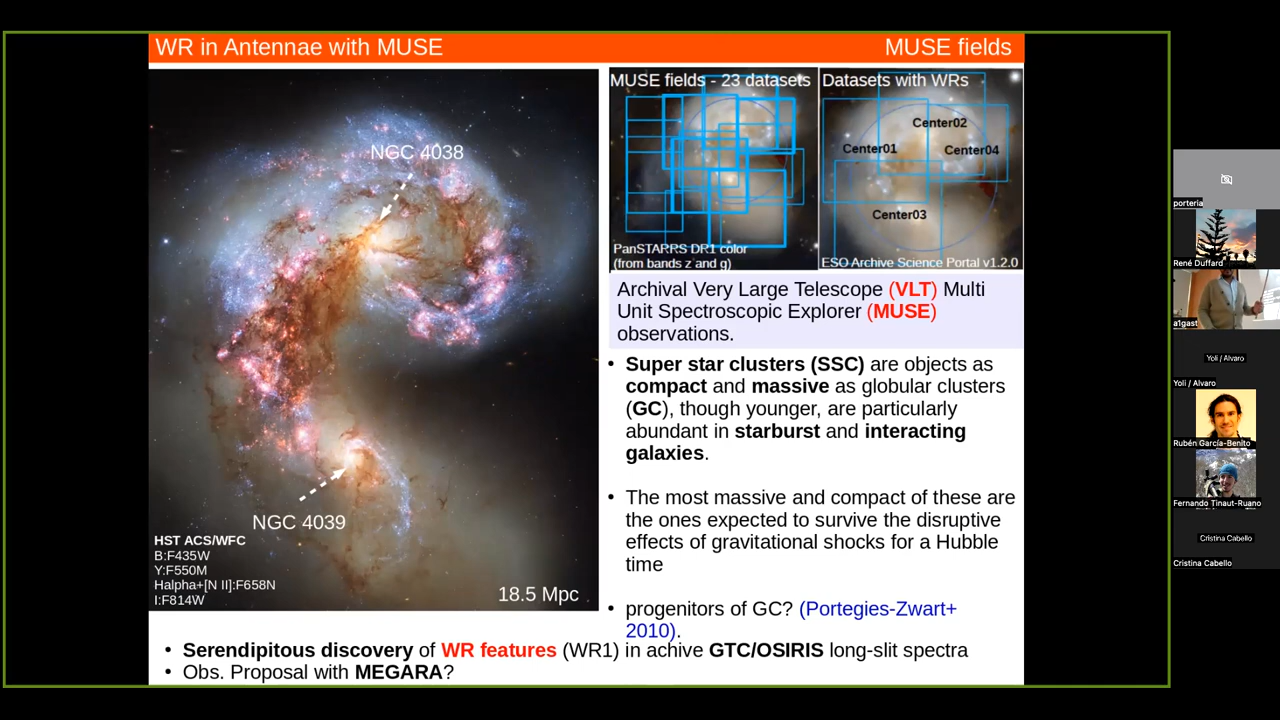 WR in Antennae with MUSE
MUSE fields
NGC 4038
NGC 4039
HST ACS/WFC
B:F435W
Y:F550M
Halpha+[N II]:F658N
I:F814W
18.5 Mpc
MUSE fields - 23 datasets
PanSTARRS DR1 color
(from bands z and g)
Datasets with WRs
Center02
Center01
Center04
Center03
ESO Archive Science Portal v1.2.0
Archival Very Large Telescope (VLT) Multi
Unit Spectroscopic Explorer (MUSE)
observations.
• Super star clusters (SSC) are objects as
compact and massive as globular clusters
(GC), though younger, are particularly
abundant in starburst and interacting
galaxies.
• The most massive and compact of these are
the ones expected to survive the disruptive
effects of gravitational shocks for a Hubble
time
• progenitors of GC? (Portegies-Zwart+
2010).
• Serendipitous discovery of WR features (WR1) in achive GTC/OSIRIS long-slit spectra
• Obs. Proposal with MEGARA?
porteria
René Duffard
a1gast
Yoli / Alvaro
Yoli / Alvaro
Rubén García-Benito
Fernando Tinaut-Ruano
Cristina Cabello
Cristina Cabello